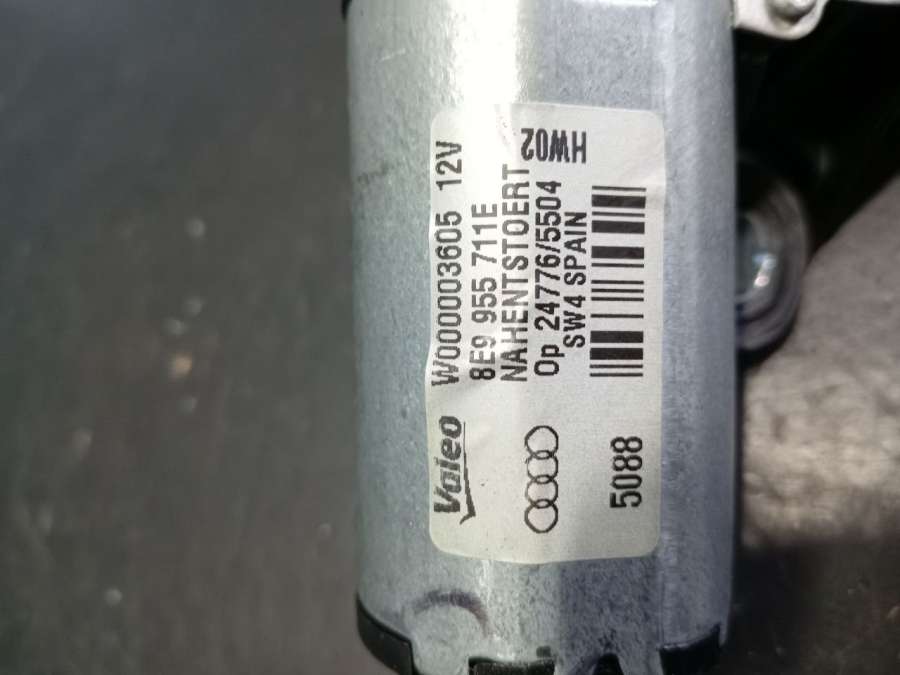 Valeo W000003605 12V
8E9 955 711E
NAHENTSTOERT
Op 24776/5504
SW4 SPAIN
HW02
5088